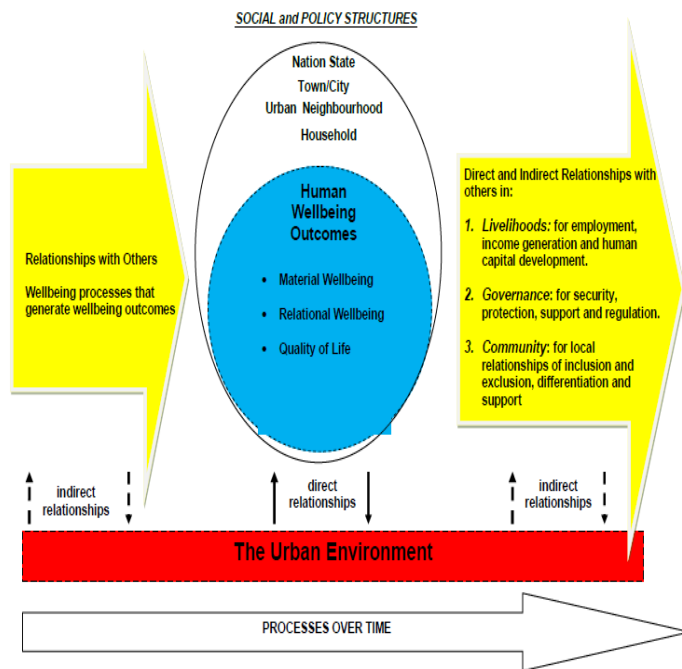 SOCIAL and POLICY STRUCTURES
Nation State
Town/City
Urban Neighbourhood
Household
Human
Wellbeing
Outcomes
• Material Wellbeing
• Relational Wellbeing
• Quality of Life
Relationships with Others
Wellbeing processes that
generate wellbeing outcomes
Direct and Indirect Relationships with
others in:
1. Livelihoods: for employment,
income generation and human
capital development.
2. Governance: for security,
protection, support and regulation.
3. Community: for local
relationships of inclusion and
exclusion, differentiation and
support
indirect
relationships
direct
relationships
indirect
relationships
The Urban Environment
PROCESSES OVER TIME